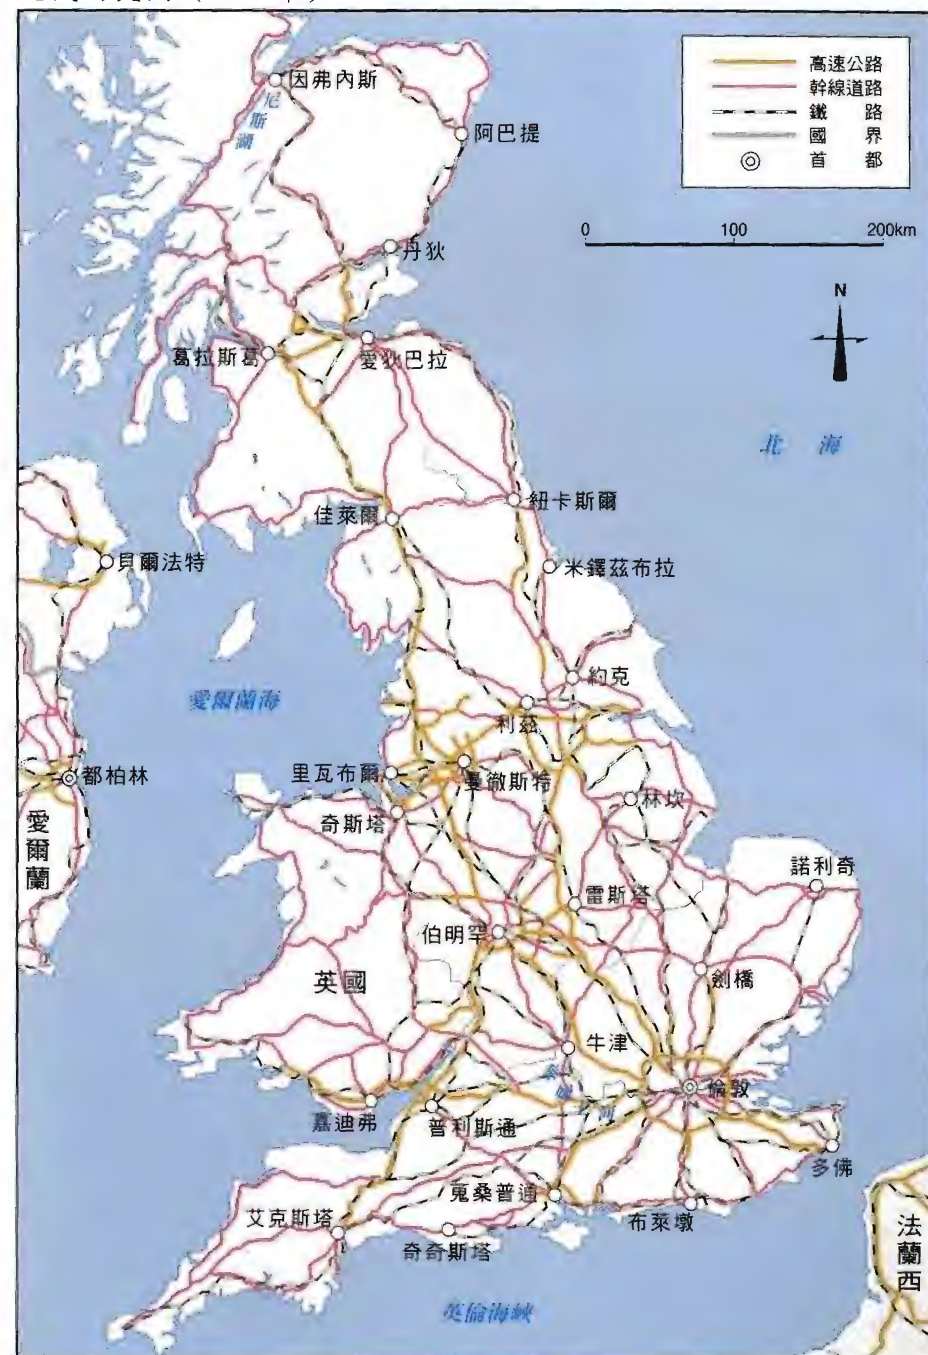 高速公路
幹線道路
鐵路
國界
首都
0 100 200km
N
因弗內斯
尼斯湖
阿巴提
丹狄
葛拉斯葛
愛狄巴拉
北海
紐卡斯爾
佳萊爾
貝爾法特
米鐸茲布拉
約克
愛爾蘭海
利茲
里瓦布爾
曼徹斯特
都柏林
奇斯塔
林坎
愛爾蘭
諾利奇
雷斯塔
伯明罕
劍橋
英國
牛津
倫敦
嘉迪弗
普利斯通
多佛
蒐桑普通
布萊墩
艾克斯塔
奇奇斯塔
法蘭西
英倫海峽